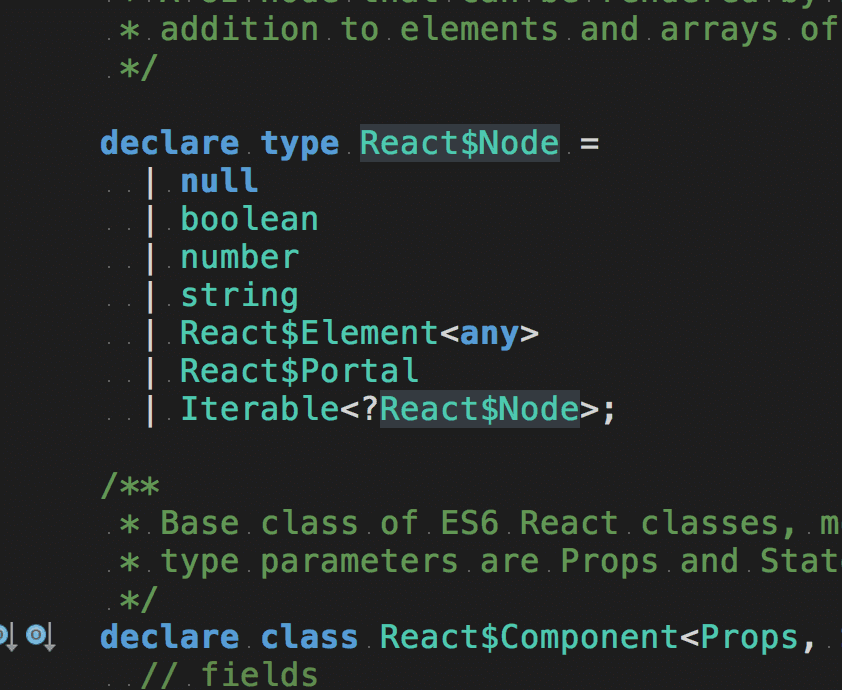 * addition to elements and arrays of
*/
declare type React$Node =
| null
| boolean
| number
| string
| React$Element<any>
| React$Portal
| Iterable<?React$Node>;
/**
* Base class of ES6 React classes, m
* type parameters are Props and Stat
*/
declare class React$Component<Props,
// fields